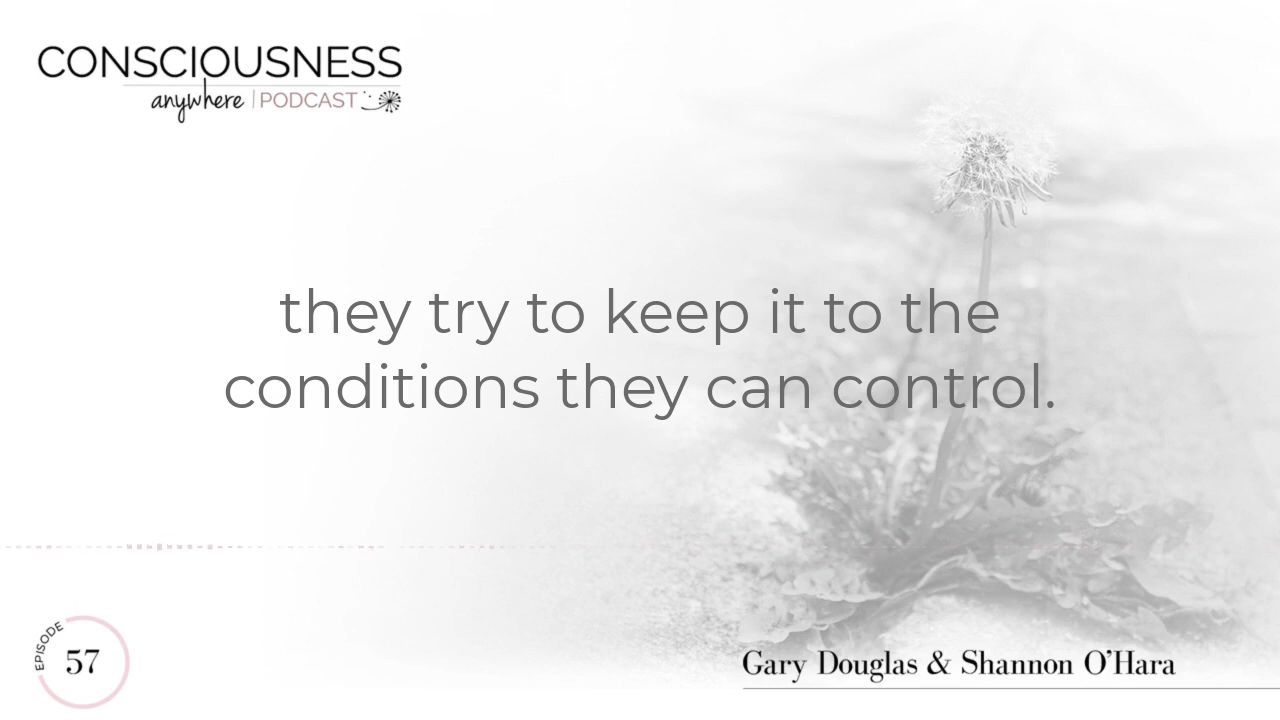 CONSCIOUSNESS
anywhere | PODCAST
they try to keep it to the
conditions they can control.
EPISODE
57
Gary Douglas & Shannon O'Hara